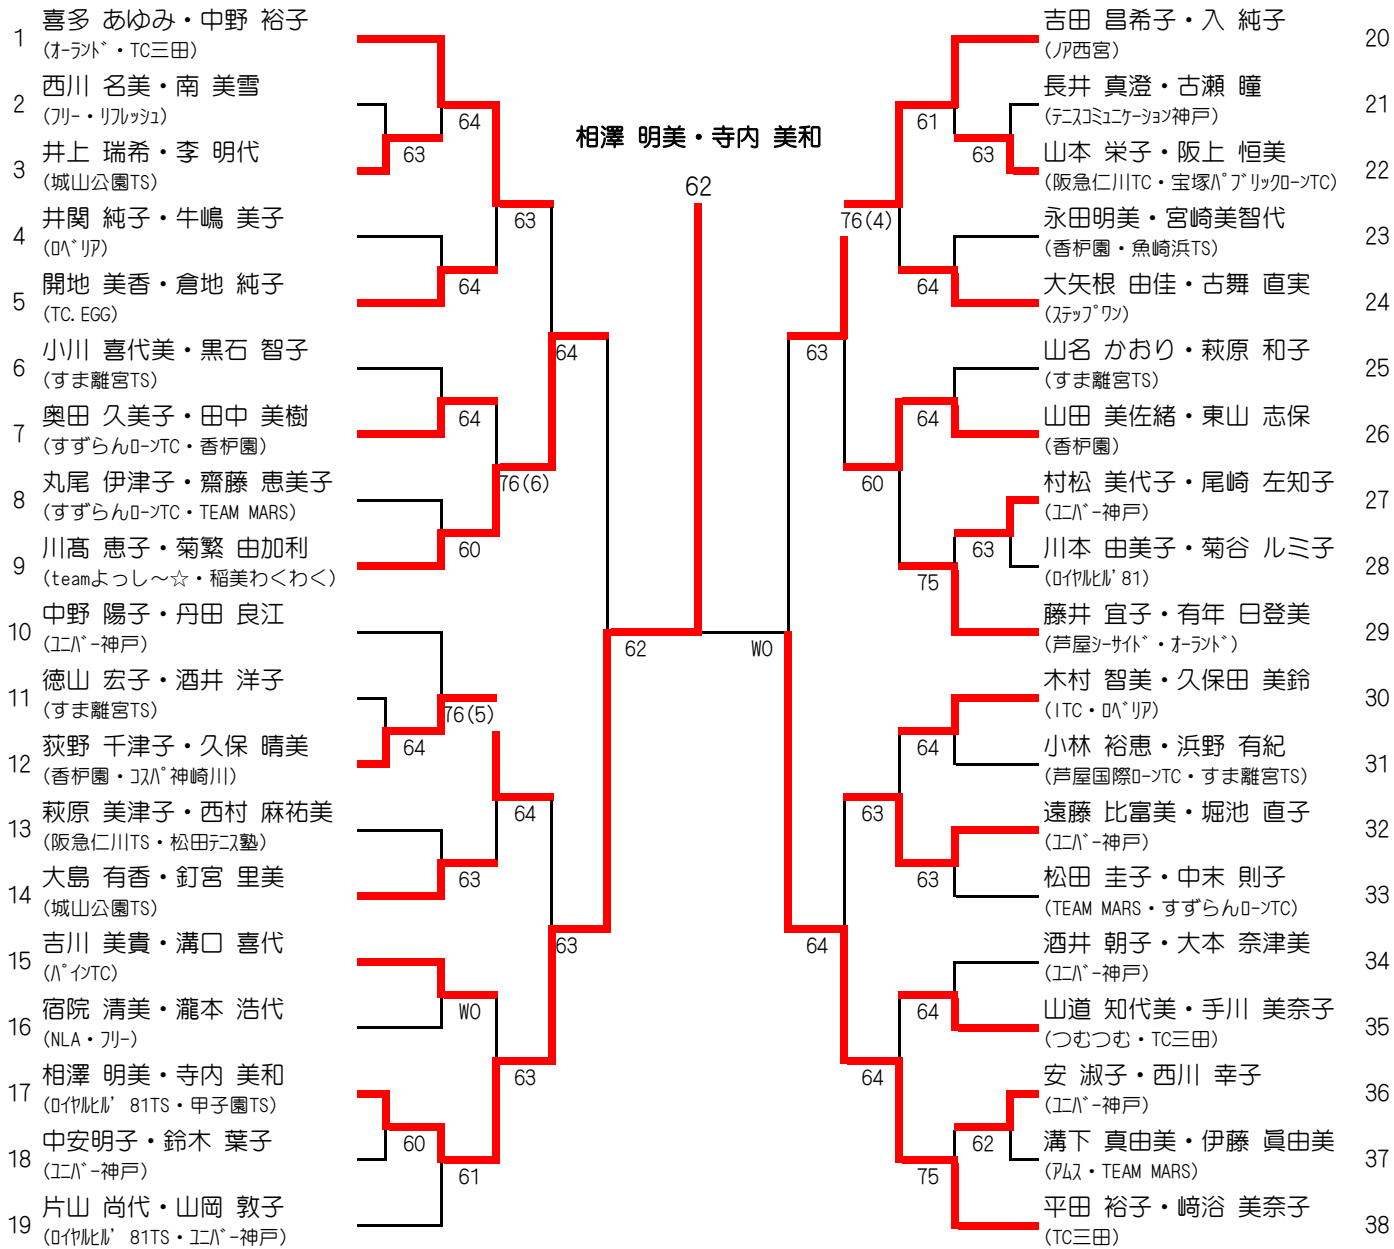 1 喜多 あゆみ・中野 裕子
(オーランド・TC三田)
2 西川 名美・南 美雪
(フリー・リフレッシュ)
3 井上 瑞希・李 明代
(城山公園TS)
4 井関 純子・牛嶋 美子
(ロベリア)
5 開地 美香・倉地 純子
(TC.EGG)
6 小川 喜代美・黒石 智子
(すま離宮TS)
7 奥田 久美子・田中 美樹
(すずらんローンTC・香枦園)
8 丸尾 伊津子・齋藤 恵美子
(すずらんローンTC・TEAM MARS)
9 川髙 恵子・菊繁 由加利
(teamよっし～☆・稲美わくわく)
10 中野 陽子・丹田 良江
(ユニバー神戸)
11 徳山 宏子・酒井 洋子
(すま離宮TS)
12 荻野 千津子・久保 晴美
(香枦園・コスパ神崎川)
13 萩原 美津子・西村 麻祐美
(阪急仁川TS・松田テニス塾)
14 大島 有香・釘宮 里美
(城山公園TS)
15 吉川 美貴・溝口 喜代
(パインTC)
16 宿院 清美・瀧本 浩代
(NLA・フリー)
17 相澤 明美・寺内 美和
(ロイヤルヒル'81TS・甲子園TS)
18 中安明子・鈴木 葉子
(ユニバー神戸)
19 片山 尚代・山岡 敦子
(ロイヤルヒル'81TS・ユニバー神戸)
64
63
63
64
64
64
76(6)
60
76(5)
64
64
63
63
WO
63
60
61
62
相澤 明美・寺内 美和
62
WO
61
63
76(4)
64
63
64
60
63
75
64
63
63
64
64
64
62
75
吉田 昌希子・入 純子 20
(ノア西宮)
長井 真澄・古瀬 瞳 21
(テニスコミュニケーション神戸)
山本 栄子・阪上 恒美 22
(阪急仁川TC・宝塚パブリックローンTC)
永田明美・宮崎美智代 23
(香枦園・魚崎浜TS)
大矢根 由佳・古舞 直実 24
(ステップワン)
山名 かおり・萩原 和子 25
(すま離宮TS)
山田 美佐緒・東山 志保 26
(香枦園)
村松 美代子・尾崎 左知子 27
(ユニバー神戸)
川本 由美子・菊谷 ルミ子 28
(ロイヤルヒル'81)
藤井 宜子・有年 日登美 29
(芦屋シーサイド・オーランド)
木村 智美・久保田 美鈴 30
(ITC・ロベリア)
小林 裕恵・浜野 有紀 31
(芦屋国際ローンTC・すま離宮TS)
遠藤 比富美・堀池 直子 32
(ユニバー神戸)
松田 圭子・中末 則子 33
(TEAM MARS・すずらんローンTC)
酒井 朝子・大本 奈津美 34
(ユニバー神戸)
山道 知代美・手川 美奈子 35
(つむつむ・TC三田)
安 淑子・西川 幸子 36
(ユニバー神戸)
溝下 真由美・伊藤 眞由美 37
(アムス・TEAM MARS)
平田 裕子・﨑浴 美奈子 38
(TC三田)